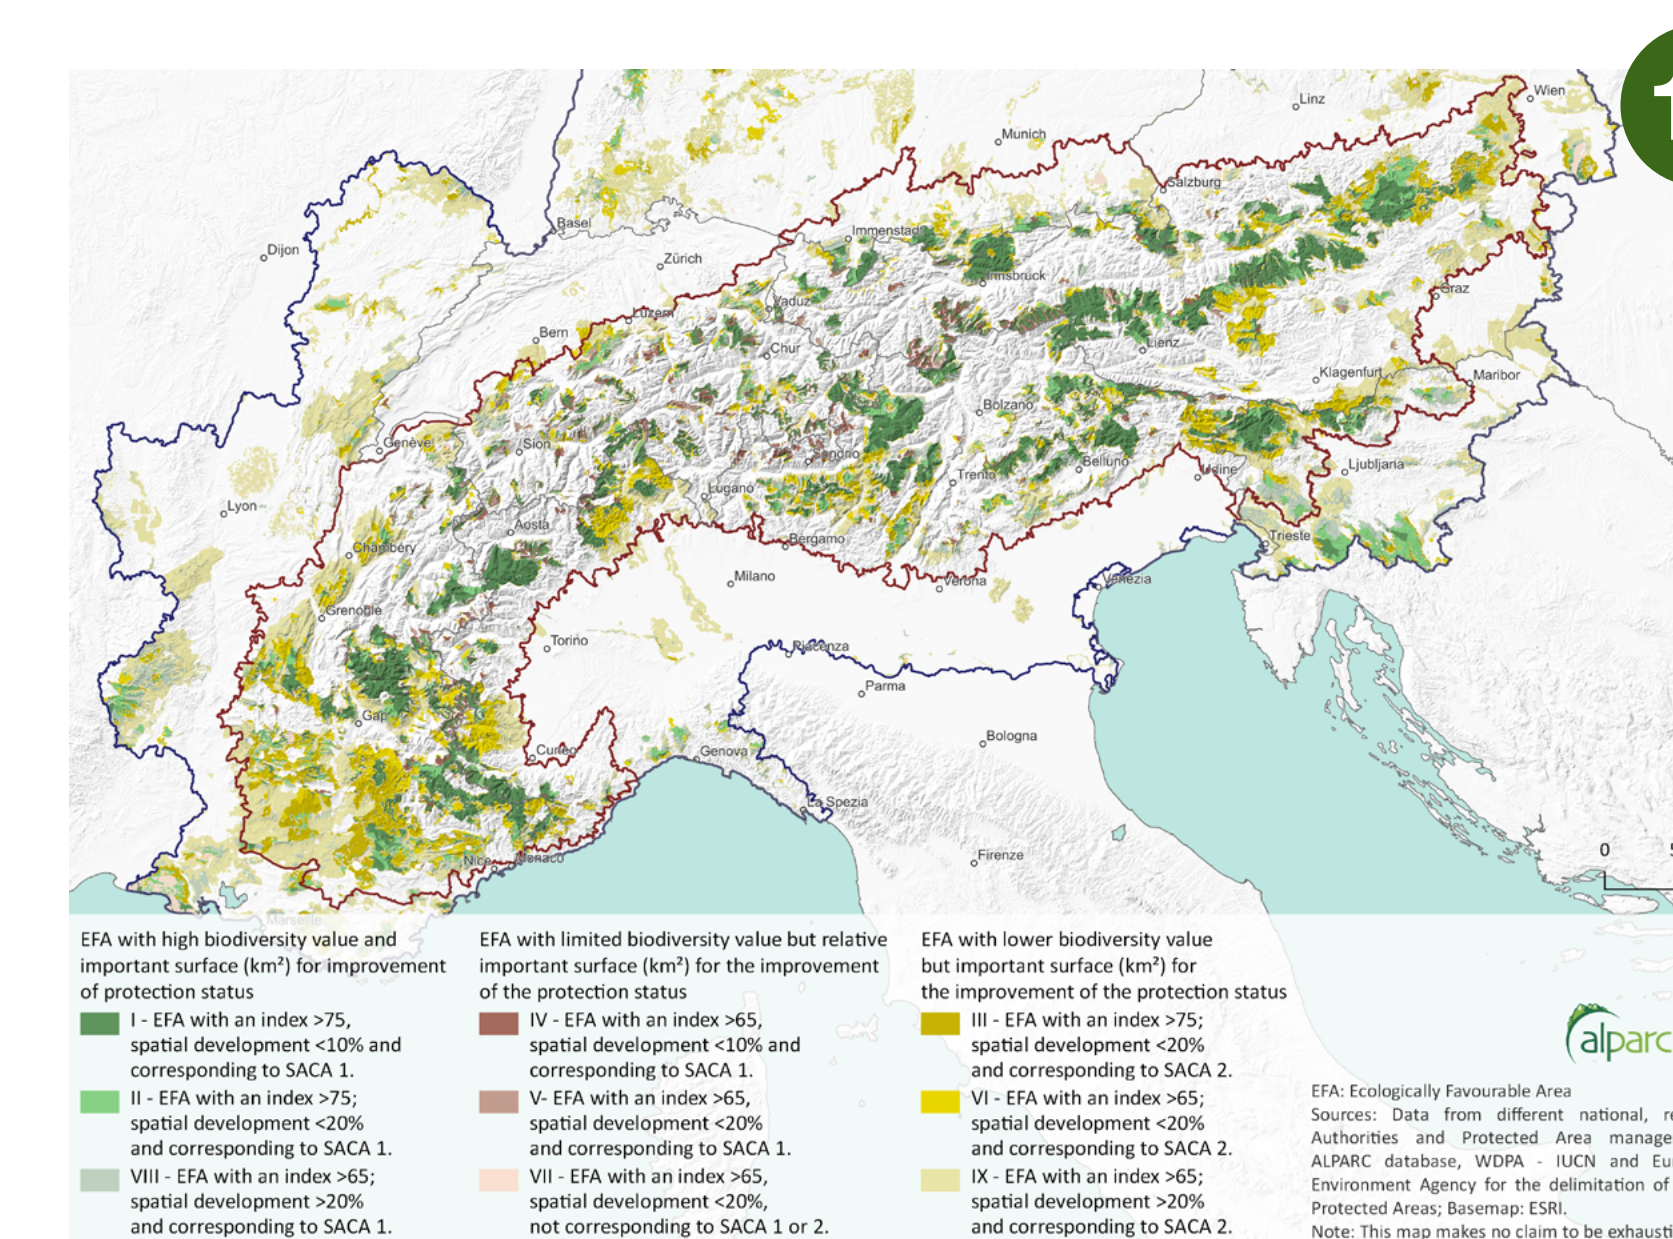 1
Linz
Wien
Munich
Salzburg
Basel
Immenstadt
Dijon
Zürich
Innsbruck
Graz
Vaduz
Luzern
Bern
Chur
Lienz
Klagenfurt
Maribor
Bolzano
Genève
Sion
Sondrio
Belluno
Ljubljana
Trento
Udine
Lugano
Lyon
Aosta
Trieste
Bergamo
Chambéry
Milano
Verona
Venezia
Grenoble
Torino
Piacenza
Parma
Gap
Cuneo
Genova
Bologna
La Spezia
Nice
Monaco
Firenze
0
Marseille
EFA with high biodiversity value and
important surface (km²) for improvement
of protection status
I - EFA with an index >75,
spatial development <10% and
corresponding to SACA 1.
II - EFA with an index >75;
spatial development <20%
and corresponding to SACA 1.
VIII - EFA with an index >65;
spatial development >20%
and corresponding to SACA 1.
EFA with limited biodiversity value but relative
important surface (km²) for the improvement
of the protection status
IV - EFA with an index >65,
spatial development <10% and
corresponding to SACA 1.
V- EFA with an index >65,
spatial development <20%
and corresponding to SACA 1.
VII - EFA with an index >65,
spatial development <20%,
not corresponding to SACA 1 or 2.
EFA with lower biodiversity value
but important surface (km²) for
the improvement of the protection status
III - EFA with an index >75;
spatial development <20%
and corresponding to SACA 2.
VI - EFA with an index >65;
spatial development <20%
and corresponding to SACA 2.
IX - EFA with an index >65;
spatial development >20%
and corresponding to SACA 2.
alparc
EFA: Ecologically Favourable Area
Sources: Data from different national, re
Authorities and Protected Area manage
ALPARC database, WDPA - IUCN and Eu
Environment Agency for the delimitation of
Protected Areas; Basemap: ESRI.
Note: This map makes no claim to be exhausti